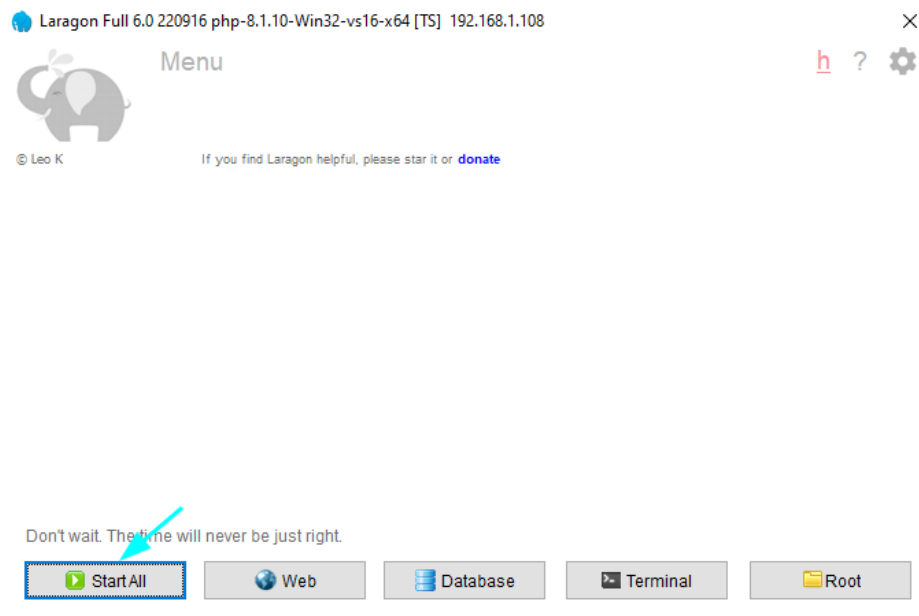 Laragon Full 6.0 220916 php-8.1.10-Win32-vs16-x64 [TS] 192.168.1.108
Menu
h ?
© Leo K
If you find Laragon helpful, please star it or donate
Don't wait. The time will never be just right.
Start All
Web
Database
Terminal
Root